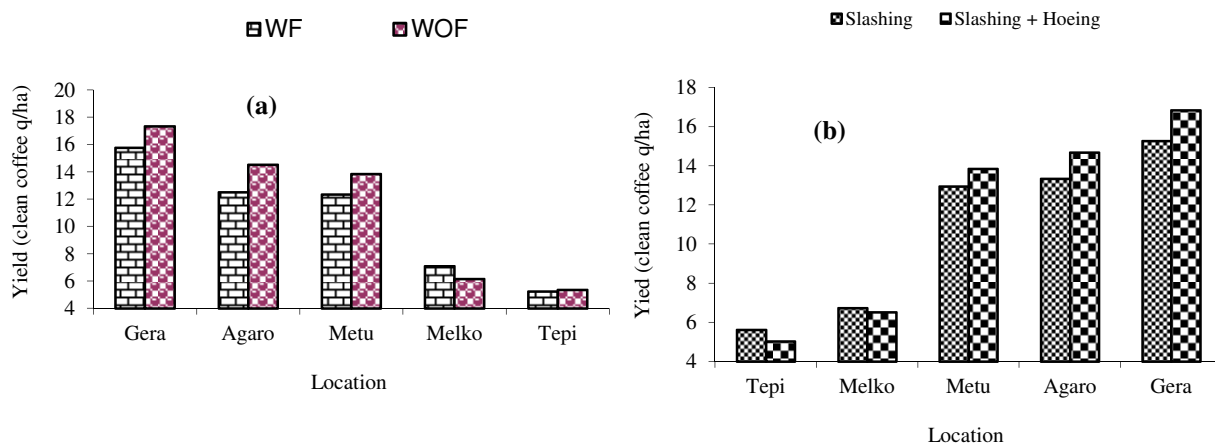 WF WOF
(a)
Yield (clean coffee q/ha)
20
18
16
14
12
10
8
6
4
Gera Agaro Metu Melko Tepi
Location
Slashing Slashing + Hoeing
(b)
Yied (clean coffee q/ha)
18
16
14
12
10
8
6
4
Tepi Melko Metu Agaro Gera
Location